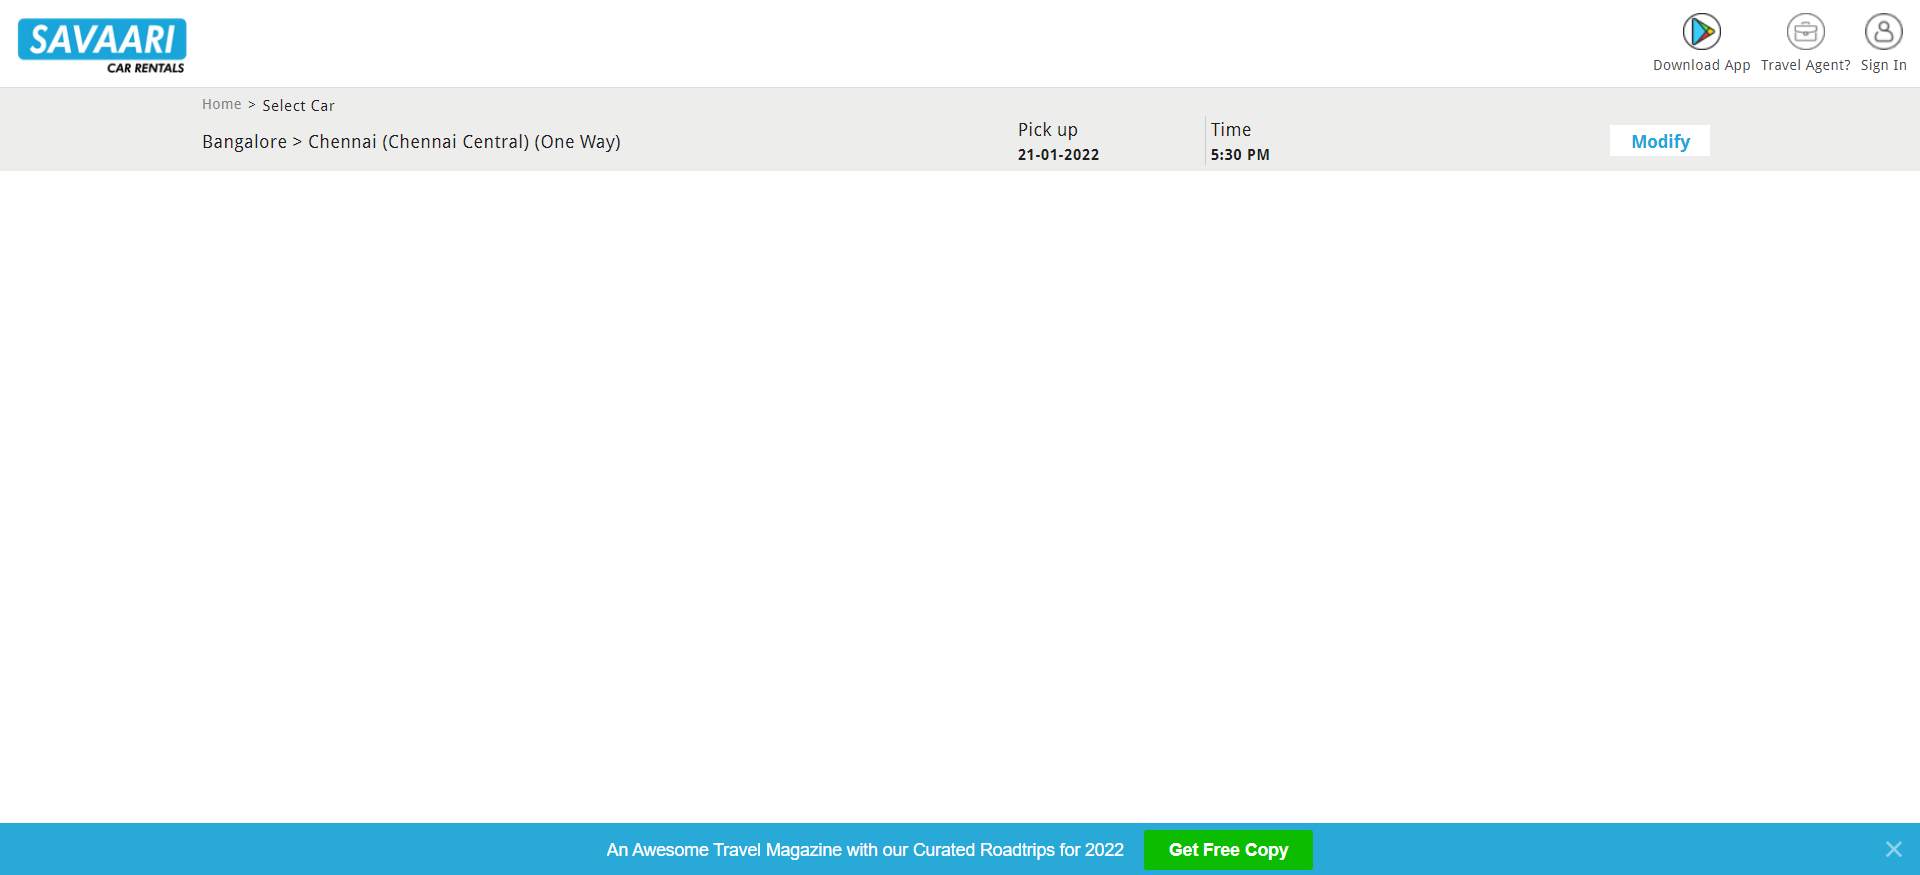 SAVAARI
CAR RENTALS
Download App
Travel Agent?
Sign In
Home > Select Car
Bangalore > Chennai (Chennai Central) (One Way)
Pick up
21-01-2022
Time
5:30 PM
Modify
An Awesome Travel Magazine with our Curated Roadtrips for 2022
Get Free Copy